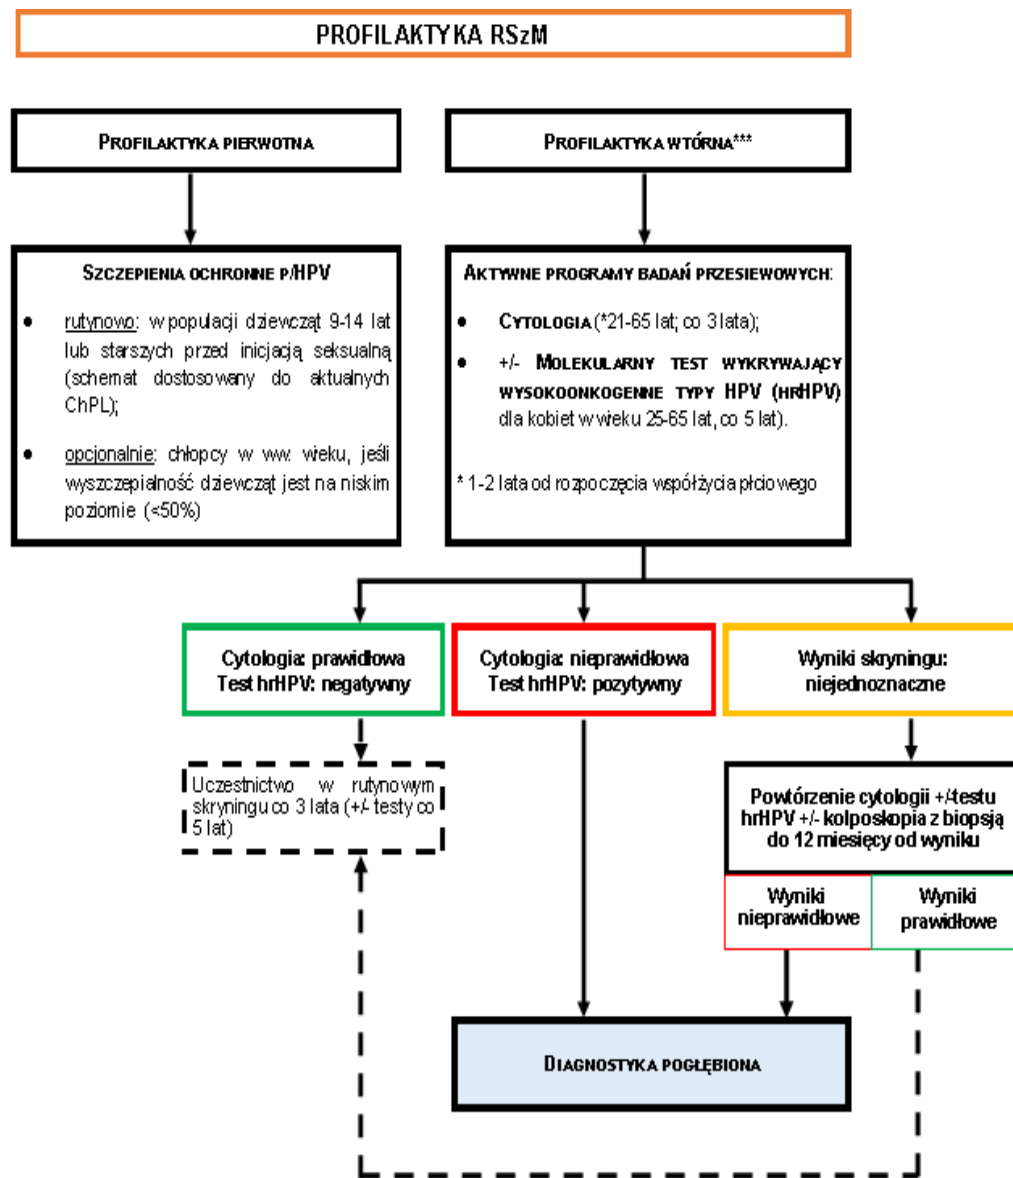 PROFILAKTYKA RSzM
PROFILAKTYKA PIERWOTNA
SZCZEPIENIA OCHRONNE P/HPV
● rutynowo: w populacji dziewcząt 9-14 lat
lub starszych przed inicjacją seksualną
(schemat dostosowany do aktualnych
ChPL);
● opcjonalnie: chłopcy w ww. wieku, jeśli
wyszczepialność dziewcząt jest na niskim
poziomie (<50%)
PROFILAKTYKA WTÓRNA***
AKTYWNE PROGRAMY BADAŃ PRZESIEWOWYCH:
● CYTOLOGIA (*21-65 lat; co 3 lata);
● +/- MOLEKULARNY TEST WYKRYWAJĄCY
WYSOKOONKOGENNE TYPY HPV (HRHPV)
dla kobiet w wieku 25-65 lat, co 5 lat).
* 1-2 lata od rozpoczęcia współżycia płciowego
Cytologia: prawidłowa
Test hrHPV: negatywny
Cytologia: nieprawidłowa
Test hrHPV: pozytywny
Wyniki skryningu:
niejednoznaczne
Uczestnictwo w rutynowym
skryningu co 3 lata (+/- testy co
5 lat)
Powtórzenie cytologii +/-testu
hrHPV +/- kolposkopia z biopsją
do 12 miesięcy od wyniku
Wyniki
nieprawidłowe
Wyniki
prawidłowe
DIAGNOSTYKA POGŁĘBIONA